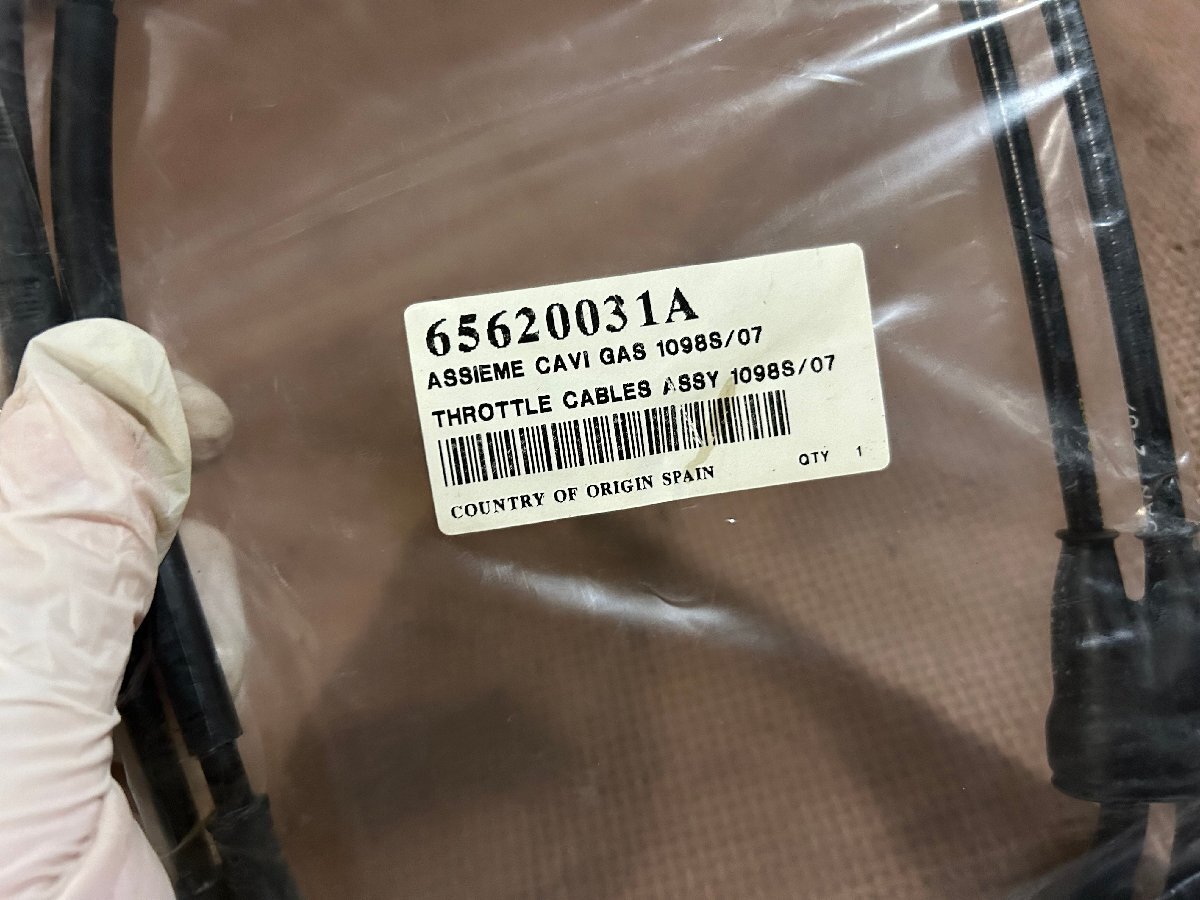 65620031A
ASSIEME CAVI GAS 1098S/07
THROTTLE CABLES ASSY 1098S/07
COUNTRY OF ORIGIN SPAIN
QTY 1